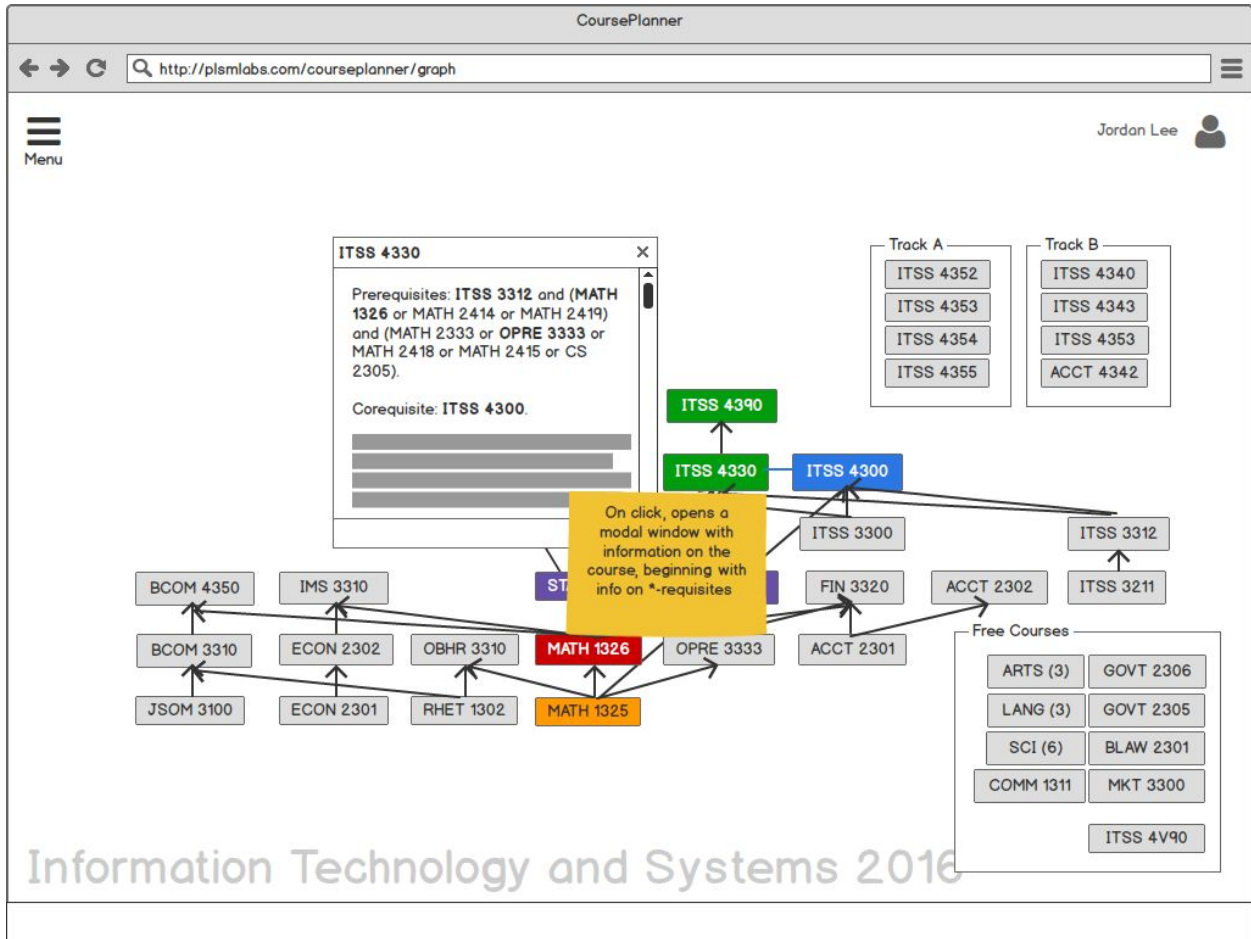 CoursePlanner
http://plsmlabs.com/courseplanner/graph
Menu
Jordan Lee
ITSS 4330
Prerequisites: ITSS 3312 and (MATH
1326 or MATH 2414 or MATH 2419)
and (MATH 2333 or OPRE 3333 or
MATH 2418 or MATH 2415 or CS
2305).
Corequisite: ITSS 4300.
Track A
ITSS 4352
ITSS 4353
ITSS 4354
ITSS 4355
Track B
ITSS 4340
ITSS 4343
ITSS 4353
ACCT 4342
ITSS 4390
ITSS 4330
ITSS 4300
On click, opens a
modal window with
information on the
course, beginning with
info on *-requisites
ITSS 3300
ITSS 3312
BCOM 4350
IMS 3310
FIN 3320
ACCT 2302
ITSS 3211
BCOM 3310
ECON 2302
OBHR 3310
MATH 1326
OPRE 3333
ACCT 2301
JSOM 3100
ECON 2301
RHET 1302
MATH 1325
Free Courses
ARTS (3)
GOVT 2306
LANG (3)
GOVT 2305
SCI (6)
BLAW 2301
COMM 1311
MKT 3300
ITSS 4V90
Information Technology and Systems 2016